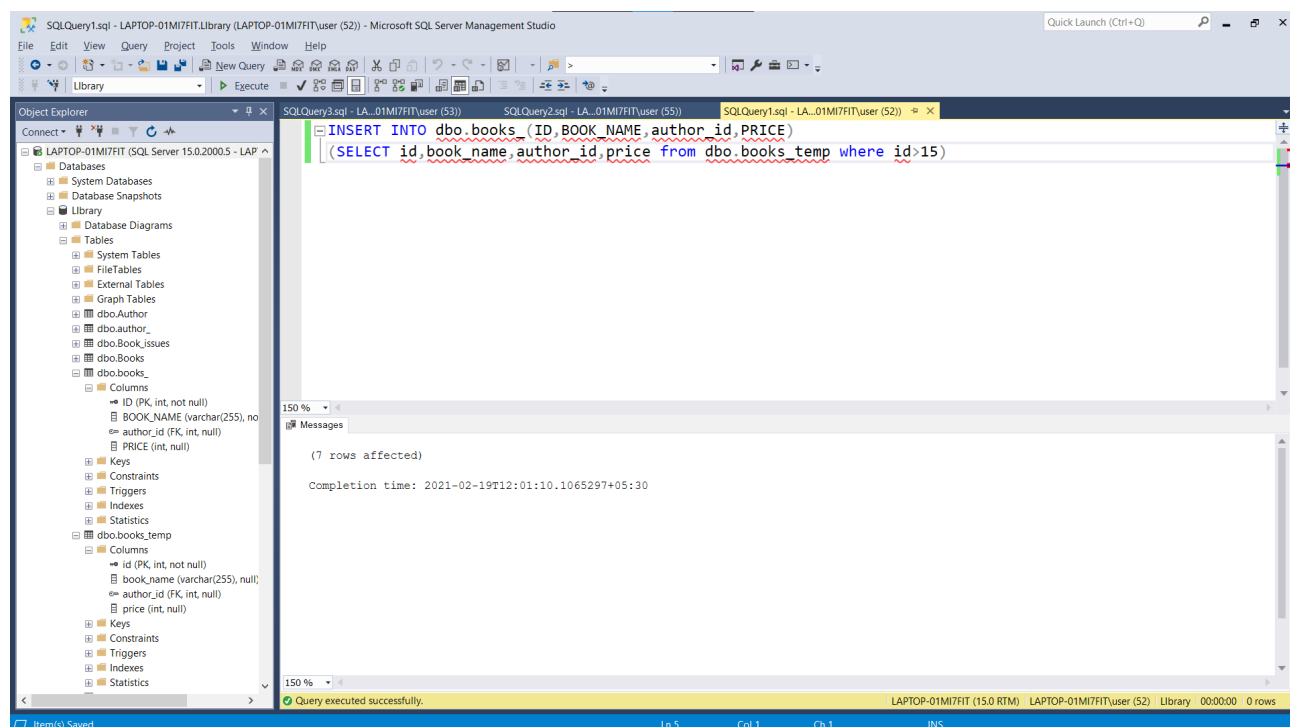 SQLQuery1.sql - LAPTOP-01MI7FIT.LIbrary (LAPTOP-01MI7FIT\user (52)) - Microsoft SQL Server Management Studio
Quick Launch (Ctrl+Q)
File Edit View Query Project Tools Window Help
New Query
LIbrary
Execute
Object Explorer
SQLQuery3.sql - LA...01MI7FIT\user (53))
SQLQuery2.sql - LA...01MI7FIT\user (55))
SQLQuery1.sql - LA...01MI7FIT\user (52))
Connect
LAPTOP-01MI7FIT (SQL Server 15.0.2000.5 - LAP
Databases
System Databases
Database Snapshots
LIbrary
Database Diagrams
Tables
System Tables
FileTables
External Tables
Graph Tables
dbo.Author
dbo.author_
dbo.Book_issues
dbo.Books
dbo.books_
Columns
ID (PK, int, not null)
BOOK_NAME (varchar(255), no
author_id (FK, int, null)
PRICE (int, null)
Keys
Constraints
Triggers
Indexes
Statistics
dbo.books_temp
Columns
id (PK, int, not null)
book_name (varchar(255), null)
author_id (FK, int, null)
price (int, null)
Keys
Constraints
Triggers
Indexes
Statistics
INSERT INTO dbo.books_(ID,BOOK_NAME,author_id,PRICE)
(SELECT id,book_name,author_id,price from dbo.books_temp where id>15)
150 %
Messages
(7 rows affected)
Completion time: 2021-02-19T12:01:10.1065297+05:30
150 %
Query executed successfully.
LAPTOP-01MI7FIT (15.0 RTM) LAPTOP-01MI7FIT\user (52) LIbrary 00:00:00 0 rows
Item(s) Saved
Ln 5 Col 1 Ch 1 INS